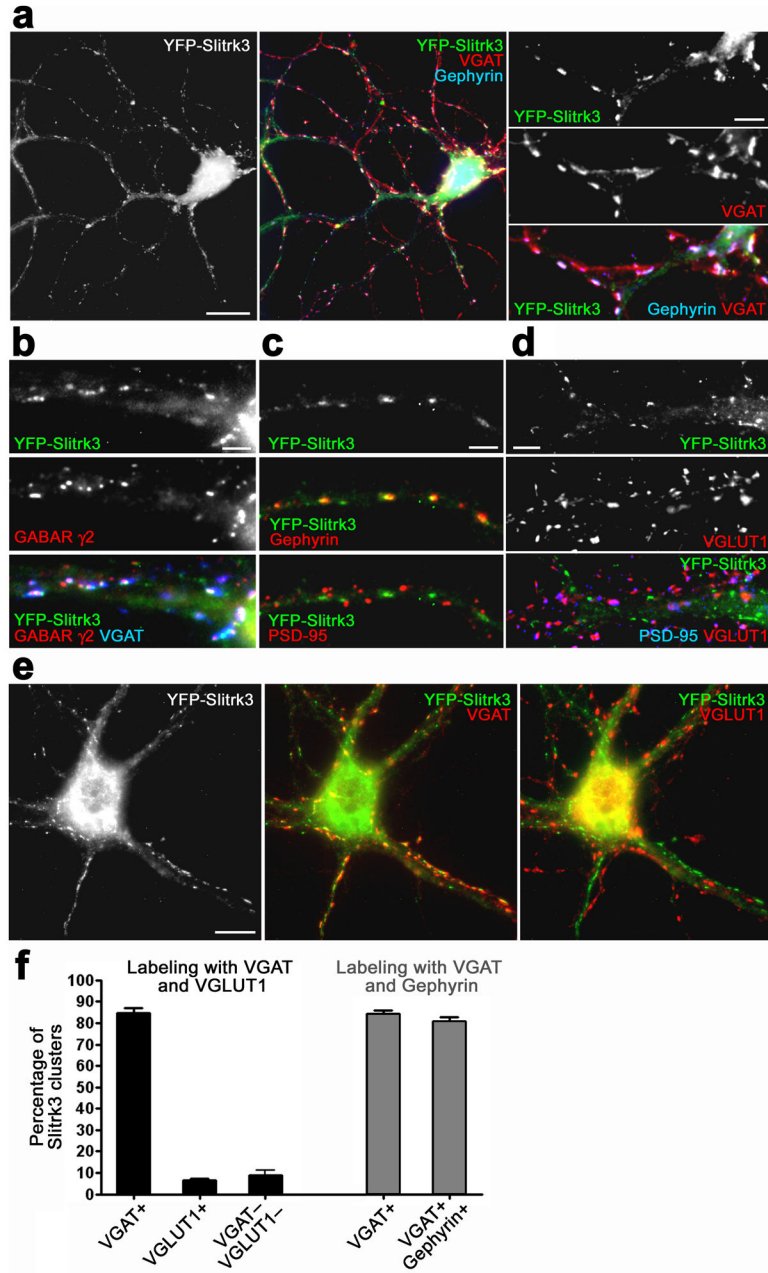 a
YFP-Slitrk3
YFP-Slitrk3
VGAT
Gephyrin
YFP-Slitrk3
VGAT
YFP-Slitrk3 Gephyrin VGAT
b
YFP-Slitrk3
GABAR γ2
YFP-Slitrk3
GABAR γ2 VGAT
c
YFP-Slitrk3
YFP-Slitrk3
Gephyrin
YFP-Slitrk3
PSD-95
d
YFP-Slitrk3
VGLUT1
YFP-Slitrk3
PSD-95 VGLUT1
e
YFP-Slitrk3
YFP-Slitrk3
VGAT
YFP-Slitrk3
VGLUT1
f
Labeling with VGAT
and VGLUT1
Labeling with VGAT
and Gephyrin
Percentage of
Slitrk3 clusters
100
90
80
70
60
50
40
30
20
10
0
VGAT+
VGLUT1+
VGAT–
VGLUT1–
VGAT+
VGAT+
Gephyrin+